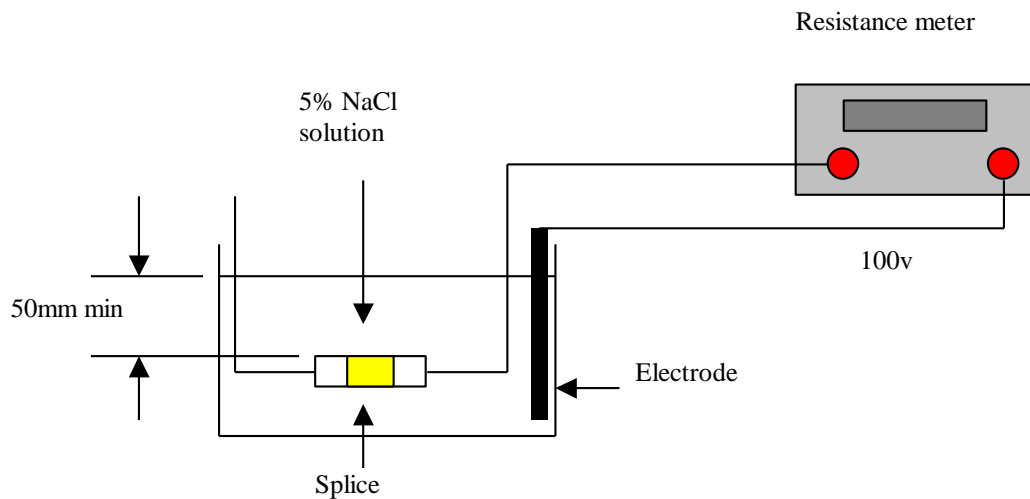 Resistance meter
5% NaCl
solution
100v
50mm min
Electrode
Splice